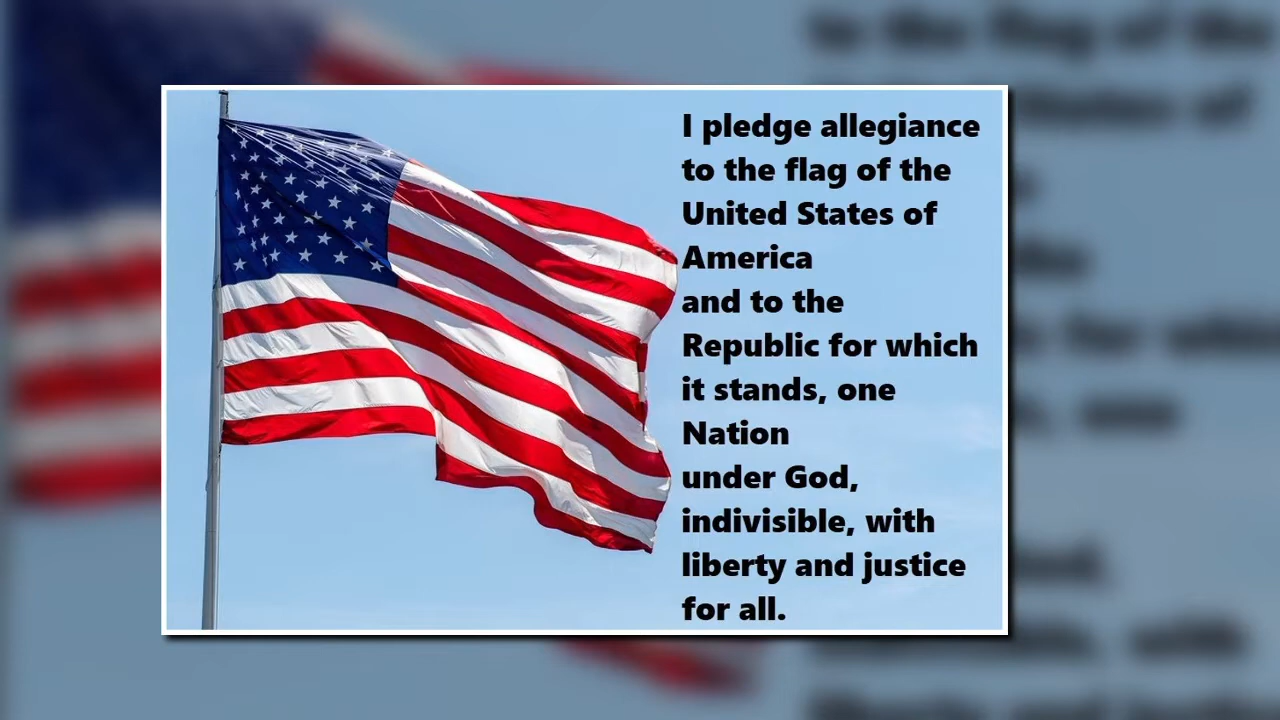 I pledge allegiance
to the flag of the
United States of
America
and to the
Republic for which
it stands, one
Nation
under God,
indivisible, with
liberty and justice
for all.